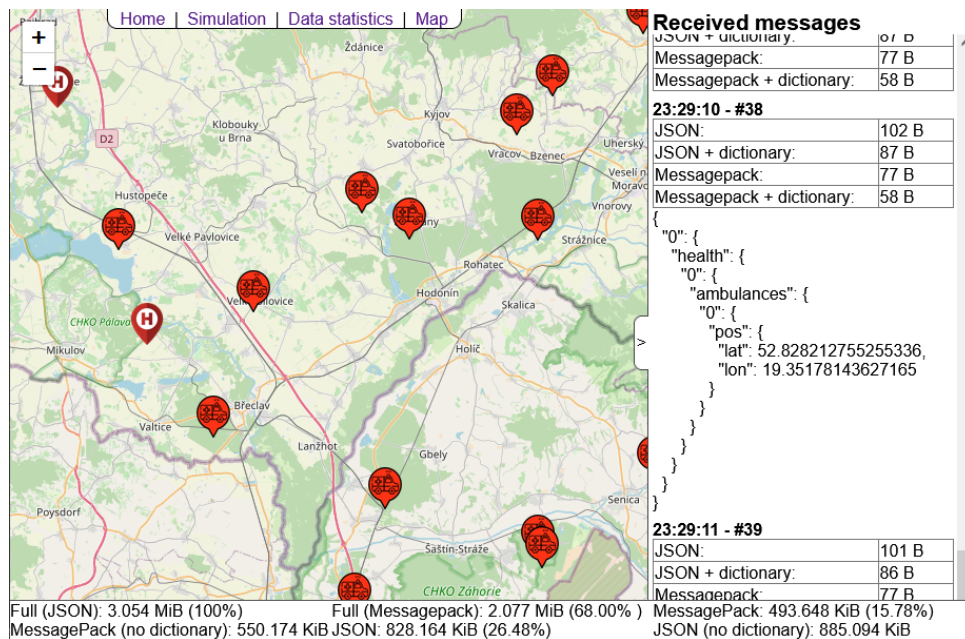 Home | Simulation | Data statistics | Map
+
−
Ždánice
Kyjov
Klobouky
u Brna
D2
Svatobořice
Vracov
Bzenec
Uherský
Veselí n
Moravo
Hustopeče
Vnorovy
Velké Pavlovice
Strážnice
Rohatec
Hodonín
Skalica
CHKO Pálava
Mikulov
Holíč
Břeclav
Valtice
Lanžhot
Gbely
Senica
Poysdorf
Šaštín-Stráže
CHKO Záhorie
H
H
>
Received messages
JSON + dictionary: 87 B
Messagepack: 77 B
Messagepack + dictionary: 58 B
23:29:10 - #38
JSON: 102 B
JSON + dictionary: 87 B
Messagepack: 77 B
Messagepack + dictionary: 58 B
{
"0": {
"health": {
"0": {
"ambulances": {
"0": {
"pos": {
"lat": 52.828212755255336,
"lon": 19.35178143627165
}
}
}
}
}
}
}
23:29:11 - #39
JSON: 101 B
JSON + dictionary: 86 B
Messagepack: 77 B
Full (JSON): 3.054 MiB (100%)
Full (Messagepack): 2.077 MiB (68.00% )
MessagePack: 493.648 KiB (15.78%)
MessagePack (no dictionary): 550.174 KiB
JSON: 828.164 KiB (26.48%)
JSON (no dictionary): 885.094 KiB